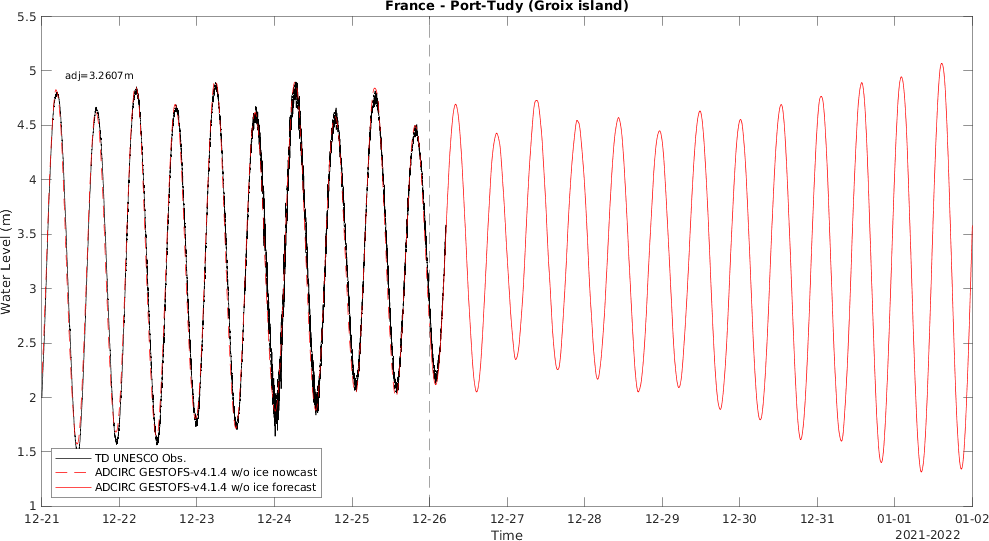 France - Port-Tudy (Groix island)
5.5
5
4.5
4
3.5
3
2.5
2
1.5
1
Water Level (m)
adj=3.2607m
TD UNESCO Obs.
ADCIRC GESTOFS-v4.1.4 w/o ice nowcast
ADCIRC GESTOFS-v4.1.4 w/o ice forecast
12-21 12-22 12-23 12-24 12-25 12-26 12-27 12-28 12-29 12-30 12-31 01-01 01-02
Time
2021-2022